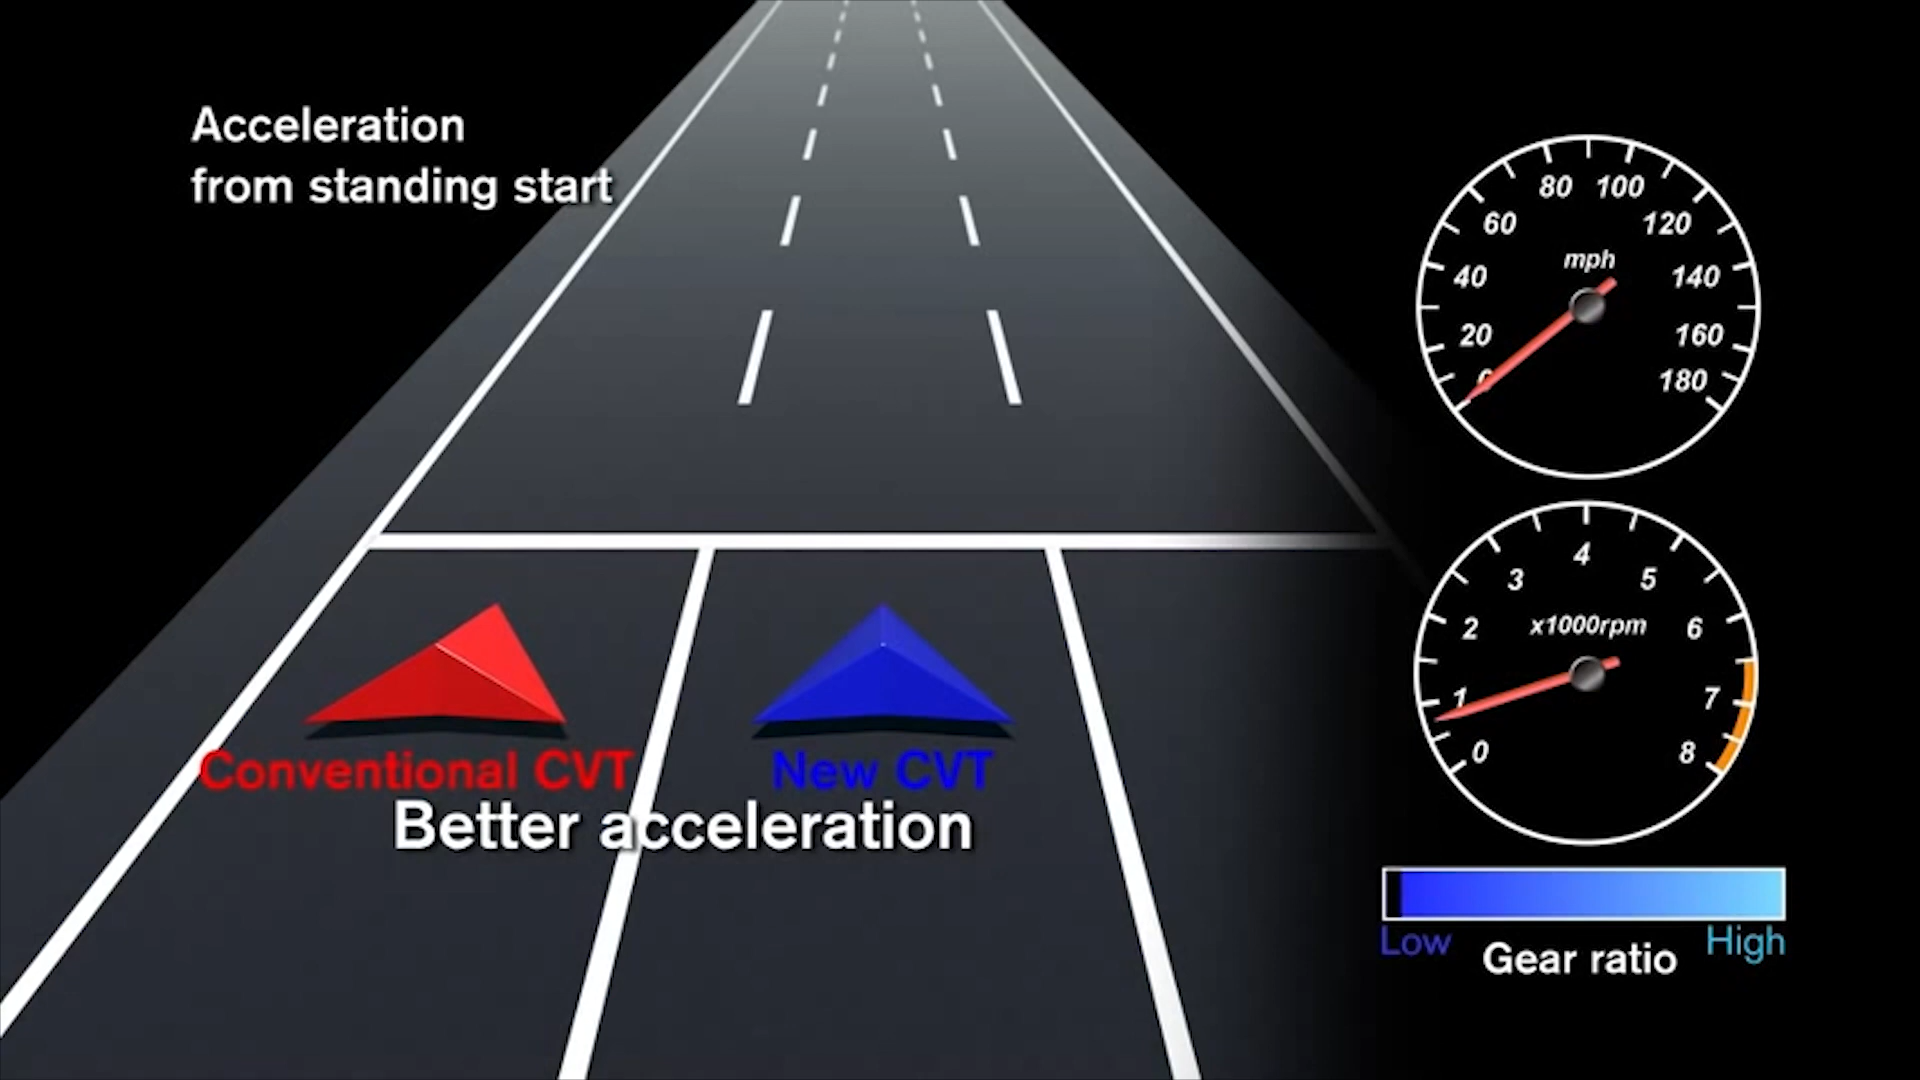 Acceleration
from standing start
Conventional CVT
New CVT
Better acceleration
80 100
60
120
mph
40
140
20
160
0
180
4
3
5
2
x1000rpm
6
1
7
0
8
Low
High
Gear ratio